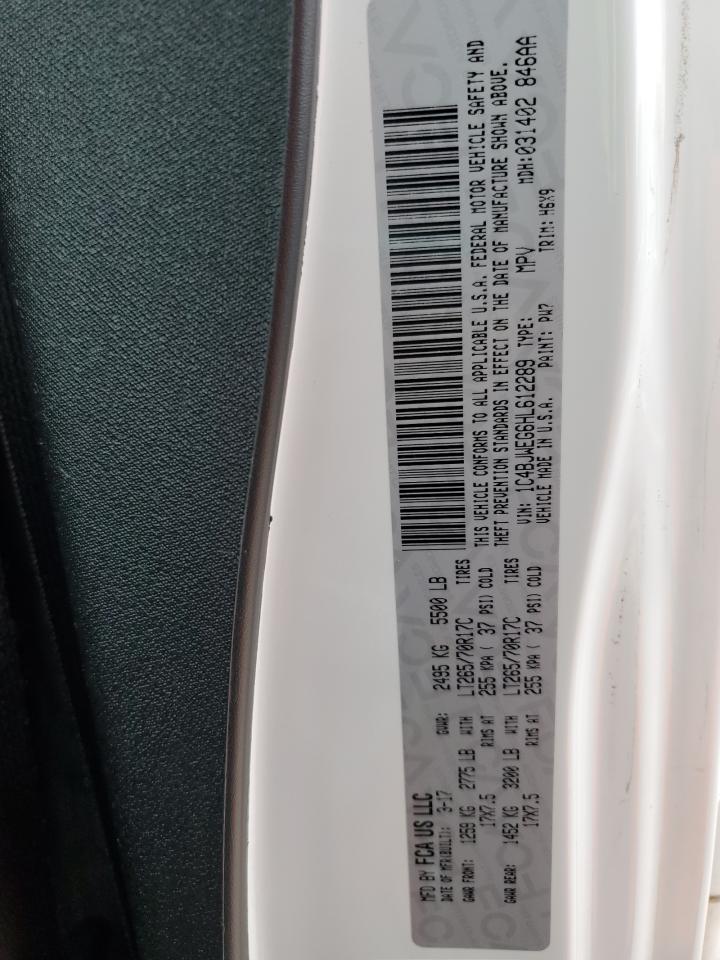 MFD BY FCA US LLC
DATE OF MFR(BUILT): 3-17 GVWR: 2495 KG 5500 LB
GAWR FRONT: 1259 KG 2775 LB WITH LT265/70R17C TIRES
17X7.5 RIMS AT 255 KPA ( 37 PSI) COLD
GAWR REAR: 1452 KG 3200 LB WITH LT265/70R17C TIRES
17X7.5 RIMS AT 255 KPA ( 37 PSI) COLD
THIS VEHICLE CONFORMS TO ALL APPLICABLE U.S.A. FEDERAL MOTOR VEHICLE SAFETY AND
THEFT PREVENTION STANDARDS IN EFFECT ON THE DATE OF MANUFACTURE SHOWN ABOVE.
VIN: 1C4BJWEG6HL612289 TYPE: MPV MDH:031402 846AA
VEHICLE MADE IN U.S.A. PAINT: PW7 TRIM: H6X9